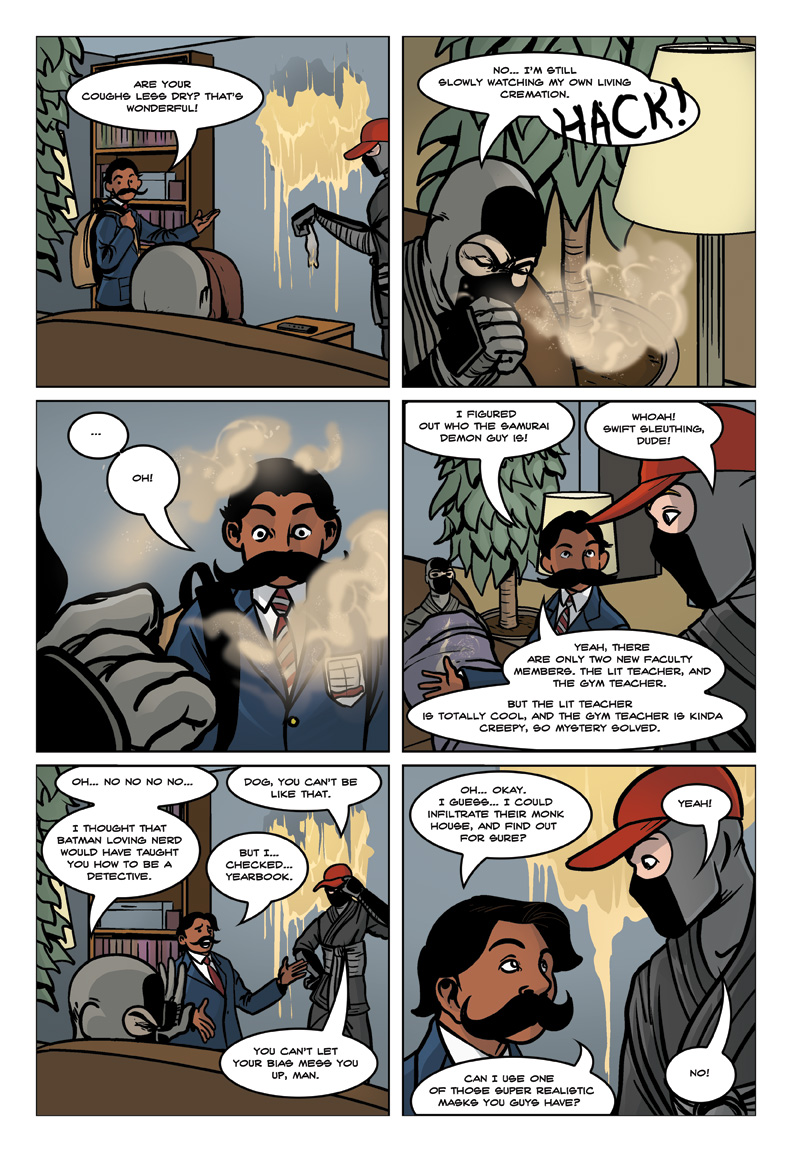 ARE YOUR
COUGHS LESS DRY? THAT'S
WONDERFUL!
NO... I'M STILL
SLOWLY WATCHING MY OWN LIVING
CREMATION.
HACK!
...
OH!
I FIGURED
OUT WHO THE SAMURAI
DEMON GUY IS!
WHOAH!
SWIFT SLEUTHING,
DUDE!
YEAH, THERE
ARE ONLY TWO NEW FACULTY
MEMBERS. THE LIT TEACHER, AND
THE GYM TEACHER.
BUT THE LIT TEACHER
IS TOTALLY COOL, AND THE GYM TEACHER IS KINDA
CREEPY, SO MYSTERY SOLVED.
OH... NO NO NO NO...
I THOUGHT THAT
BATMAN LOVING NERD
WOULD HAVE TAUGHT
YOU HOW TO BE A
DETECTIVE.
DOG, YOU CAN'T BE
LIKE THAT.
BUT I...
CHECKED...
YEARBOOK.
YOU CAN'T LET
YOUR BIAS MESS YOU
UP, MAN.
OH... OKAY.
I GUESS... I COULD
INFILTRATE THEIR MONK
HOUSE, AND FIND OUT
FOR SURE?
YEAH!
CAN I USE ONE
OF THOSE SUPER REALISTIC
MASKS YOU GUYS HAVE?
NO!